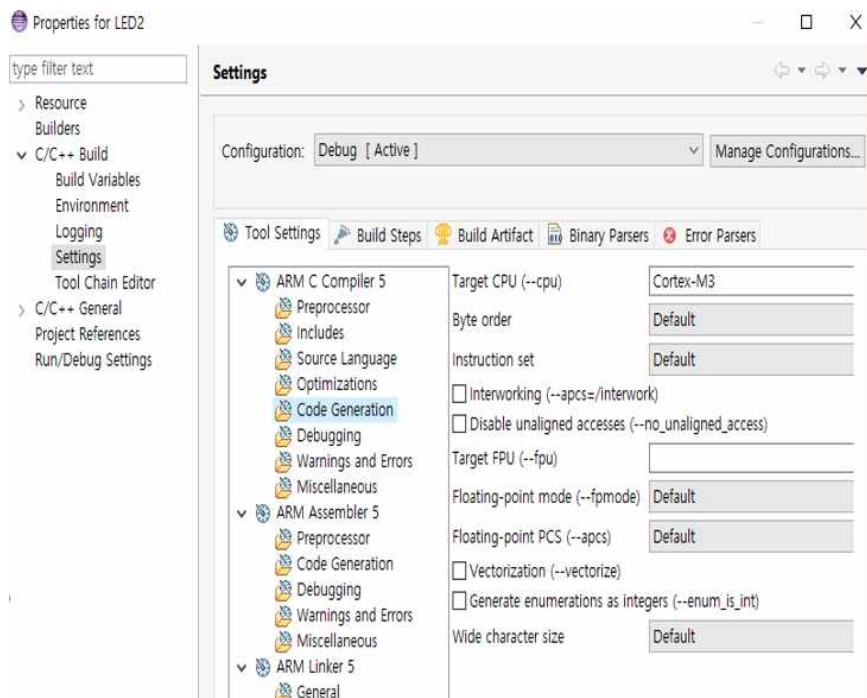 Properties for LED2
type filter text
Resource
Builders
C/C++ Build
Build Variables
Environment
Logging
Settings
Tool Chain Editor
C/C++ General
Project References
Run/Debug Settings
Settings
Configuration: Debug [ Active ] Manage Configurations...
Tool Settings Build Steps Build Artifact Binary Parsers Error Parsers
ARM C Compiler 5
Preprocessor
Includes
Source Language
Optimizations
Code Generation
Debugging
Warnings and Errors
Miscellaneous
ARM Assembler 5
Preprocessor
Code Generation
Debugging
Warnings and Errors
Miscellaneous
ARM Linker 5
General
Target CPU (--cpu) Cortex-M3
Byte order Default
Instruction set Default
Interworking (--apcs=/interwork)
Disable unaligned accesses (--no_unaligned_access)
Target FPU (--fpu)
Floating-point mode (--fpmode) Default
Floating-point PCS (--apcs) Default
Vectorization (--vectorize)
Generate enumerations as integers (--enum_is_int)
Wide character size Default